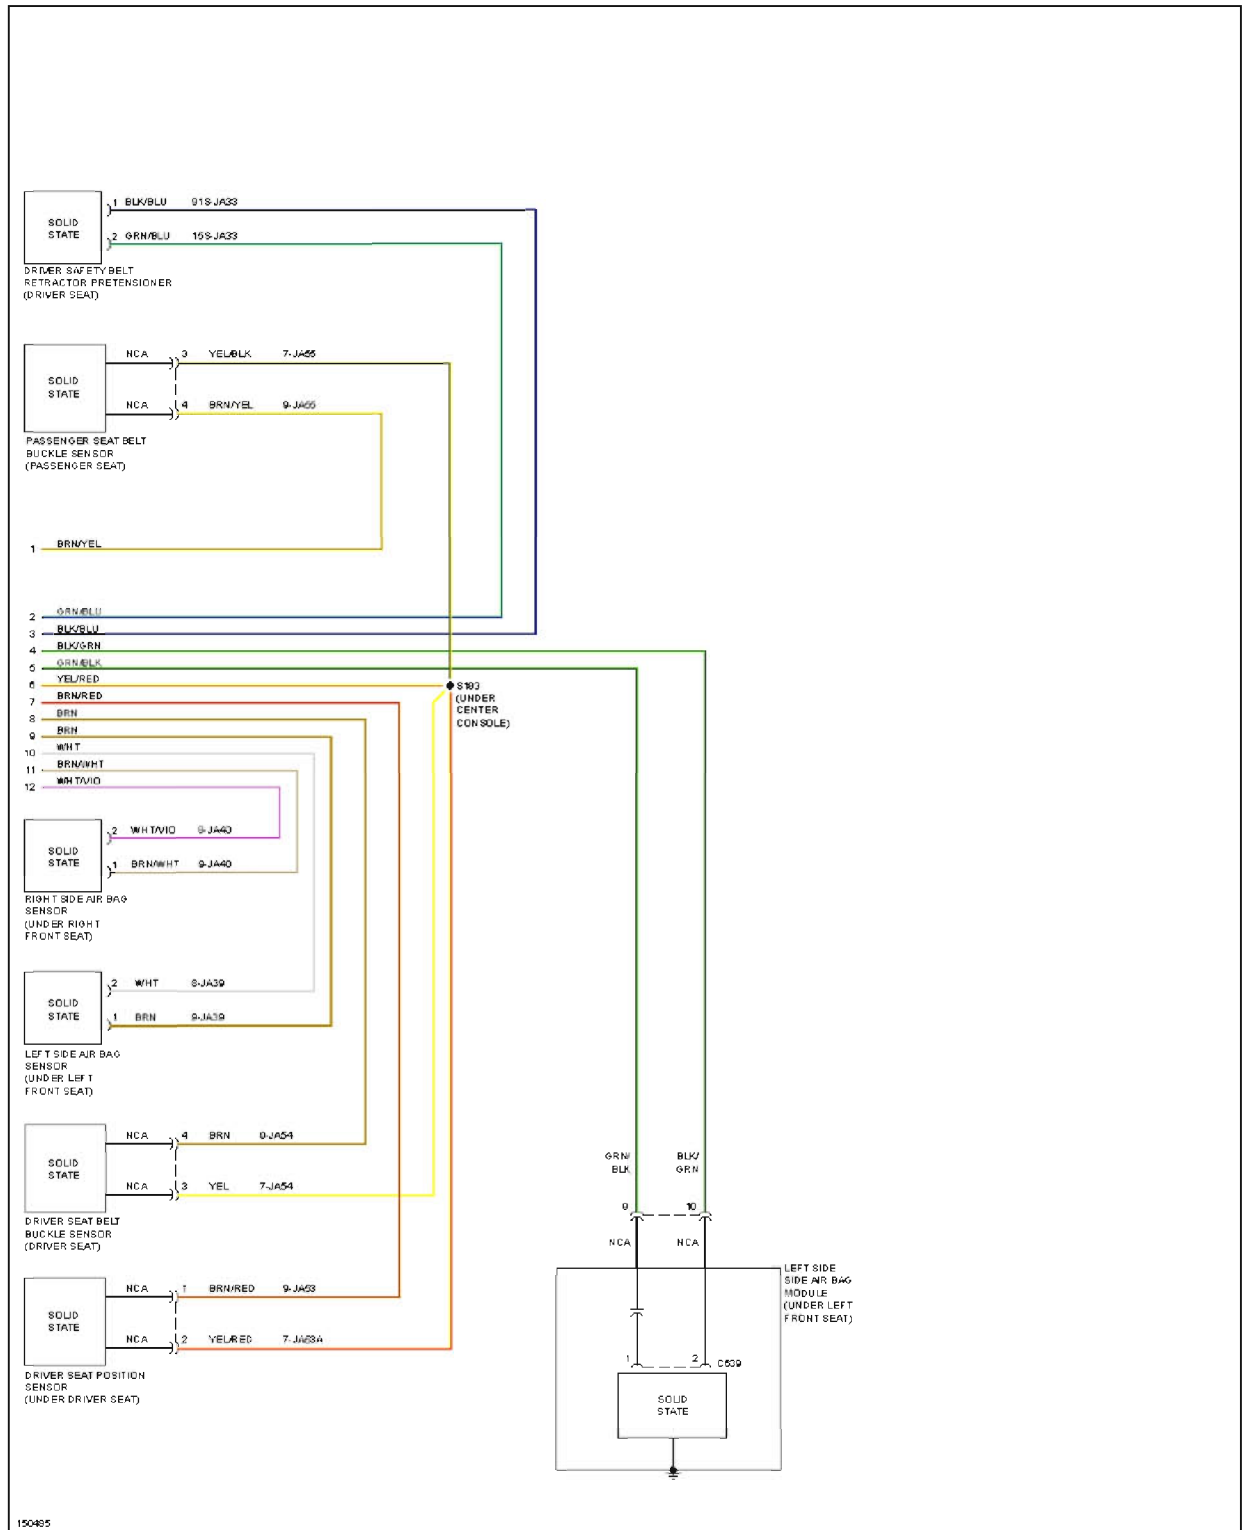 1 BLK/BLU 91S-JA33
SOLID
STATE
2 GRN/BLU 15S-JA33
DRIVER SAFETY BELT
RETRACTOR PRETENSIONER
(DRIVER SEAT)
NCA 3 YEL/BLK 7-JA55
SOLID
STATE
NCA 4 BRN/YEL 9-JA55
PASSENGER SEAT BELT
BUCKLE SENSOR
(PASSENGER SEAT)
1 BRN/YEL
2 GRN/BLU
3 BLK/BLU
4 BLK/GRN
5 GRN/BLK
6 YEL/RED
7 BRN/RED
8 BRN
9 BRN
10 WHT
11 BRN/WHT
12 WHT/VIO
S193
(UNDER
CENTER
CONSOLE)
2 WHT/VIO 8-JA40
SOLID
STATE
1 BRN/WHT 9-JA40
RIGHT SIDE AIR BAG
SENSOR
(UNDER RIGHT
FRONT SEAT)
2 WHT 8-JA39
SOLID
STATE
1 BRN 9-JA39
LEFT SIDE AIR BAG
SENSOR
(UNDER LEFT
FRONT SEAT)
NCA 4 BRN 9-JA54
SOLID
STATE
NCA 3 YEL 7-JA54
DRIVER SEAT BELT
BUCKLE SENSOR
(DRIVER SEAT)
NCA 1 BRN/RED 9-JA53
SOLID
STATE
NCA 2 YEL/RED 7-JA53A
DRIVER SEAT POSITION
SENSOR
(UNDER DRIVER SEAT)
GRN/
BLK
BLK/
GRN
9 10
NCA NCA
LEFT SIDE
SIDE AIR BAG
MODULE
(UNDER LEFT
FRONT SEAT)
1 2 C639
SOLID
STATE
150495